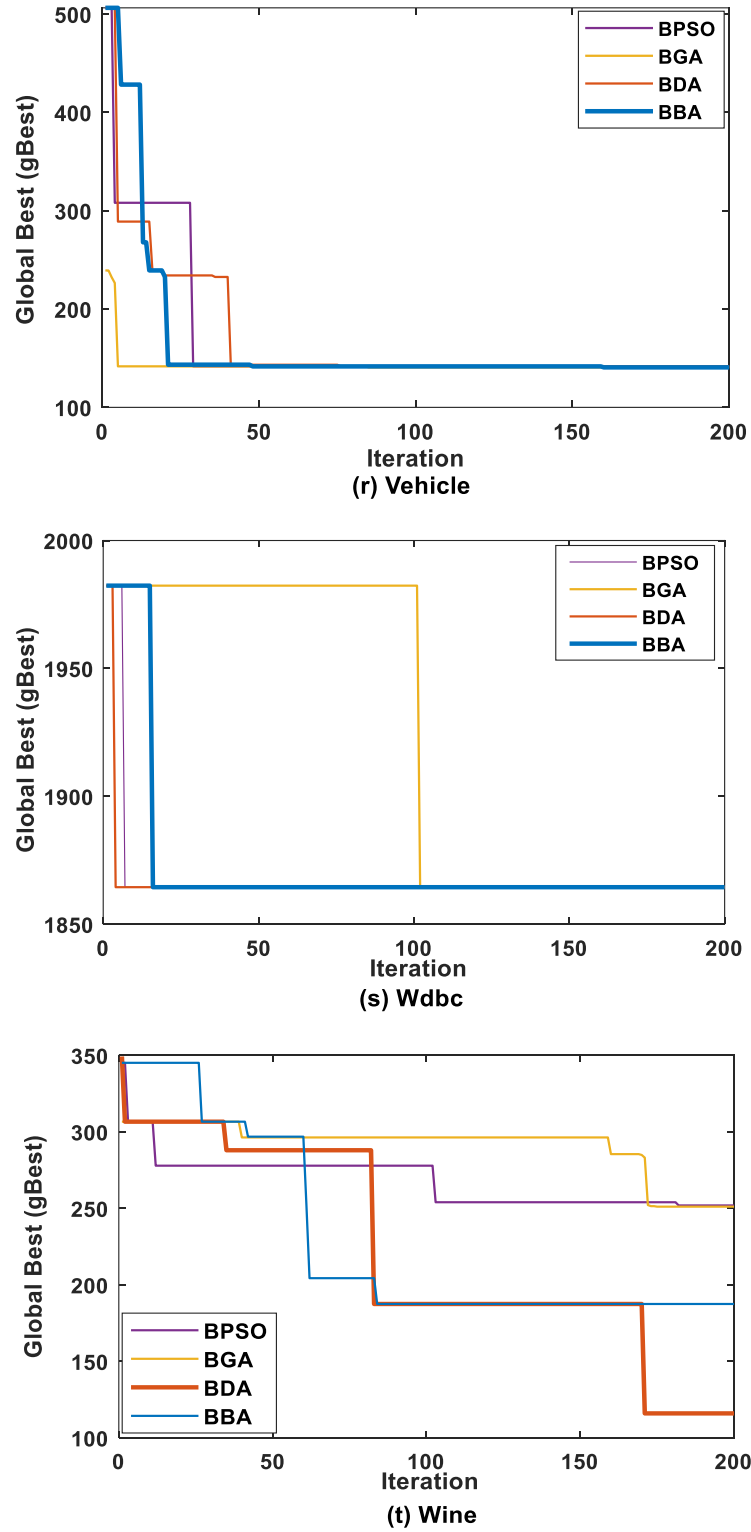 500
400
300
200
100
Global Best (gBest)
BPSO
BGA
BDA
BBA
0
50
100
150
200
Iteration
(r) Vehicle
2000
1950
1900
1850
Global Best (gBest)
BPSO
BGA
BDA
BBA
0
50
100
150
200
Iteration
(s) Wdbc
350
300
250
200
150
100
Global Best (gBest)
BPSO
BGA
BDA
BBA
0
50
100
150
200
Iteration
(t) Wine